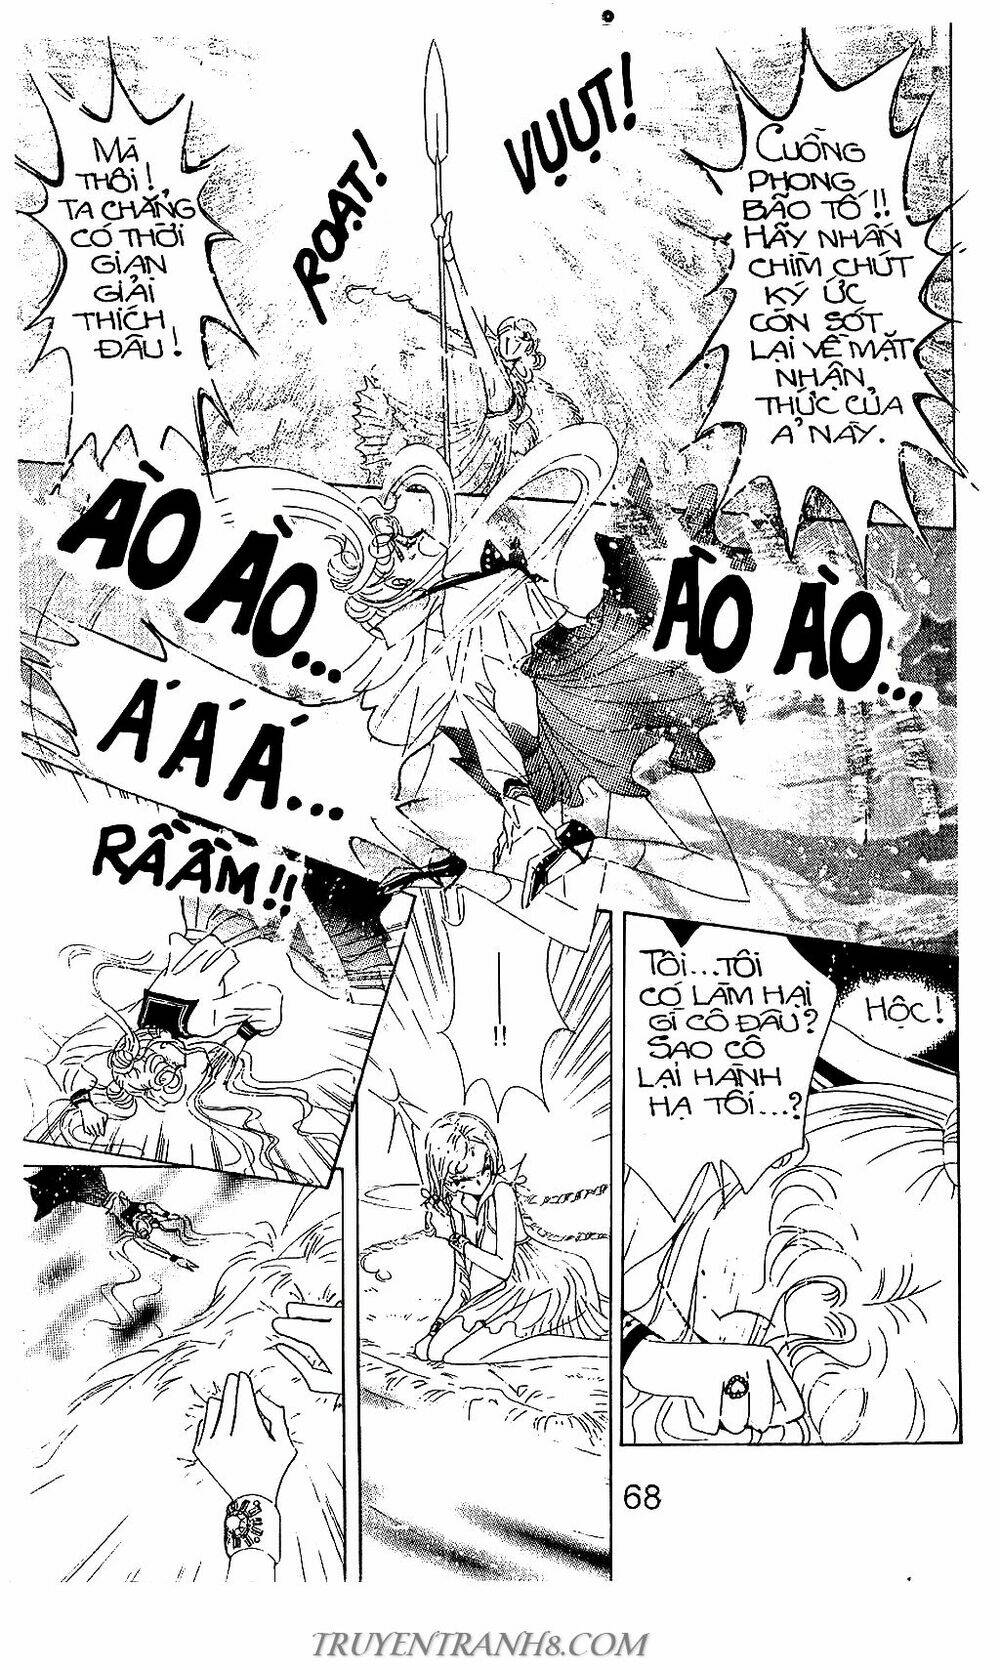 MÀ
THÔI!
TA CHẲNG
CÓ THỜI
GIAN
GIẢI
THÍCH
ĐÂU!
ROẠT!
VỤỤT!
CUỒNG
PHONG
BÃO TỐ!!
HÃY NHẤN
CHÌM CHÚT
KÝ ỨC
CÒN SÓT
LẠI VỀ MẶT
NHẬN
THỨC CỦA
Ả NÀY.
ÀO ÀO...
ÀO ÀO...
Á Á Á...
RẦẦM!!
!!
TÔI...TÔI
CÓ LÀM HẠI
GÌ CÔ ĐÂU?
SAO CÔ
LẠI HÀNH
HẠ TÔI...?
HỘC!
68
TRUYENTRANH8.COM